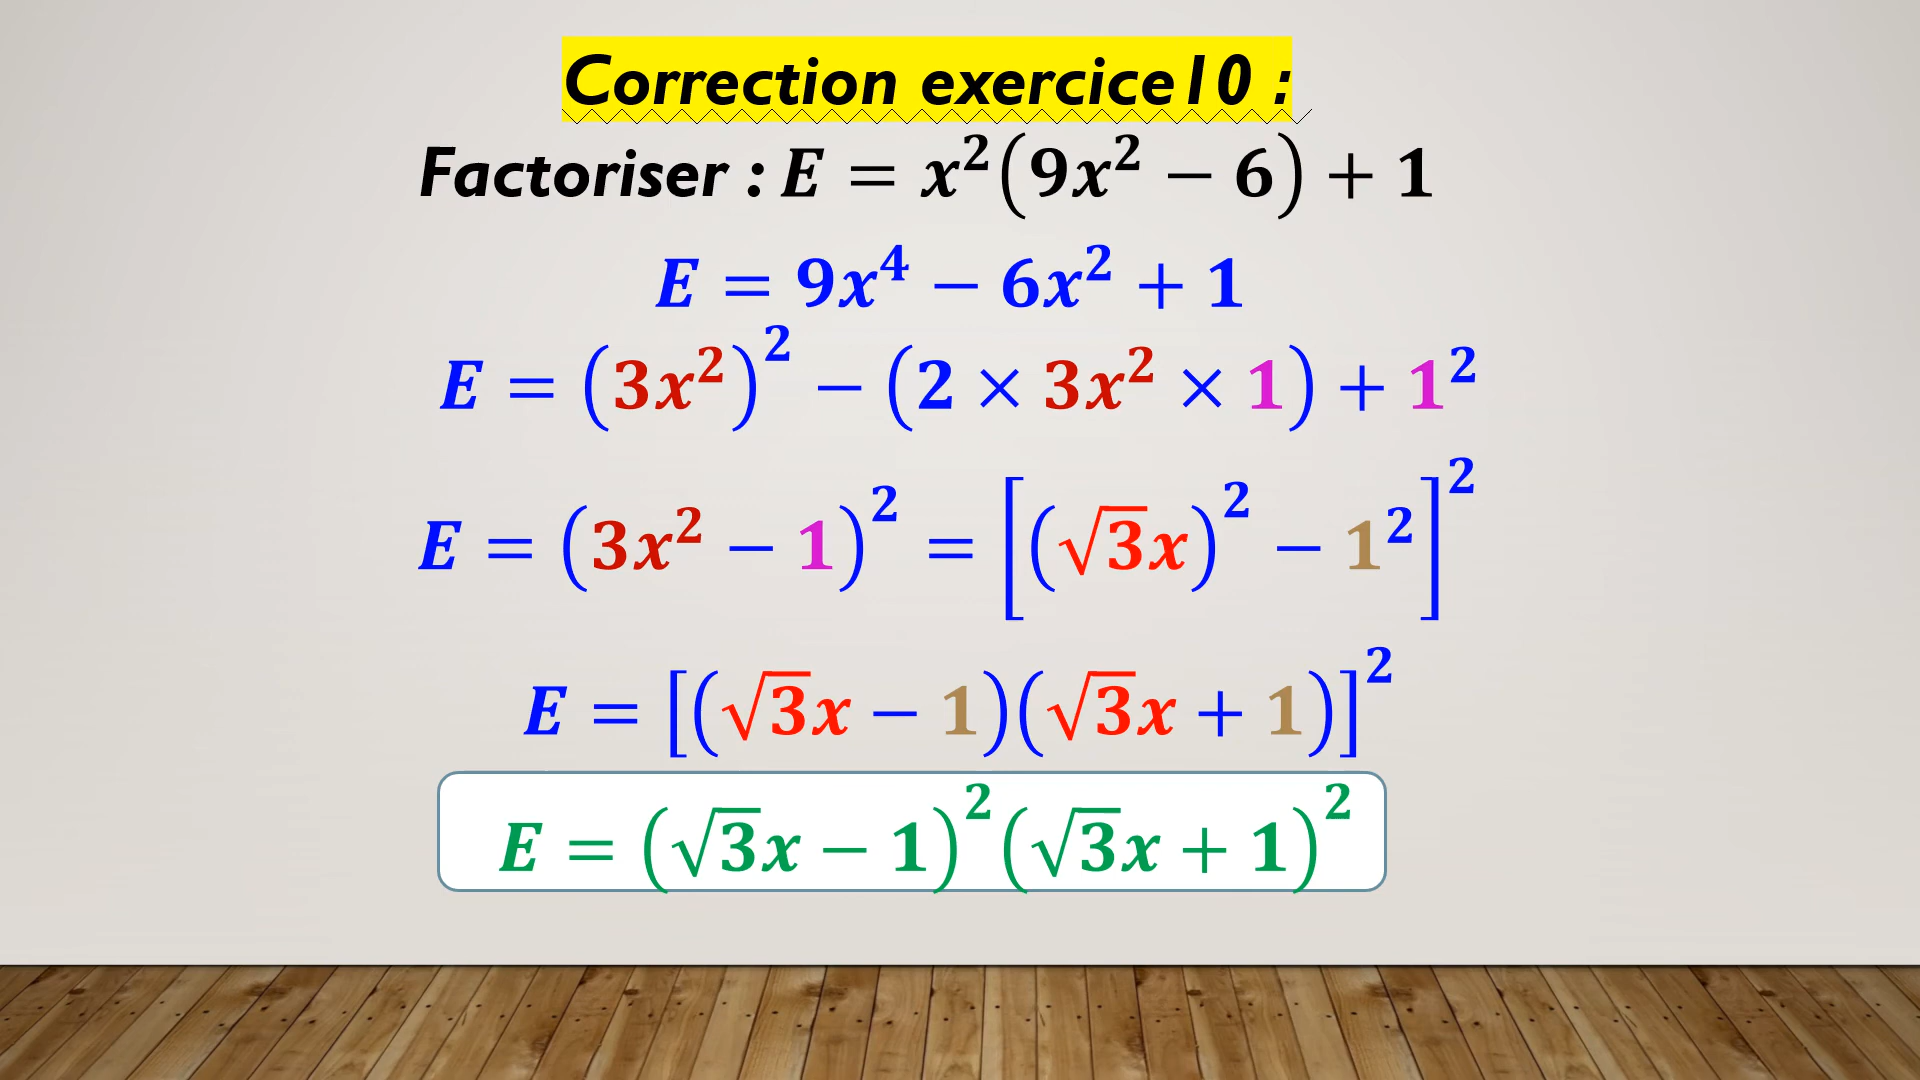 Correction exercice10 :
Factoriser : E = x²(9x² − 6) + 1
E = 9x⁴ − 6x² + 1
E = (3x²)² − (2 × 3x² × 1) + 1²
E = (3x² − 1)² = [(√3x)² − 1²]²
E = [(√3x − 1)(√3x + 1)]²
E = (√3x − 1)²(√3x + 1)²